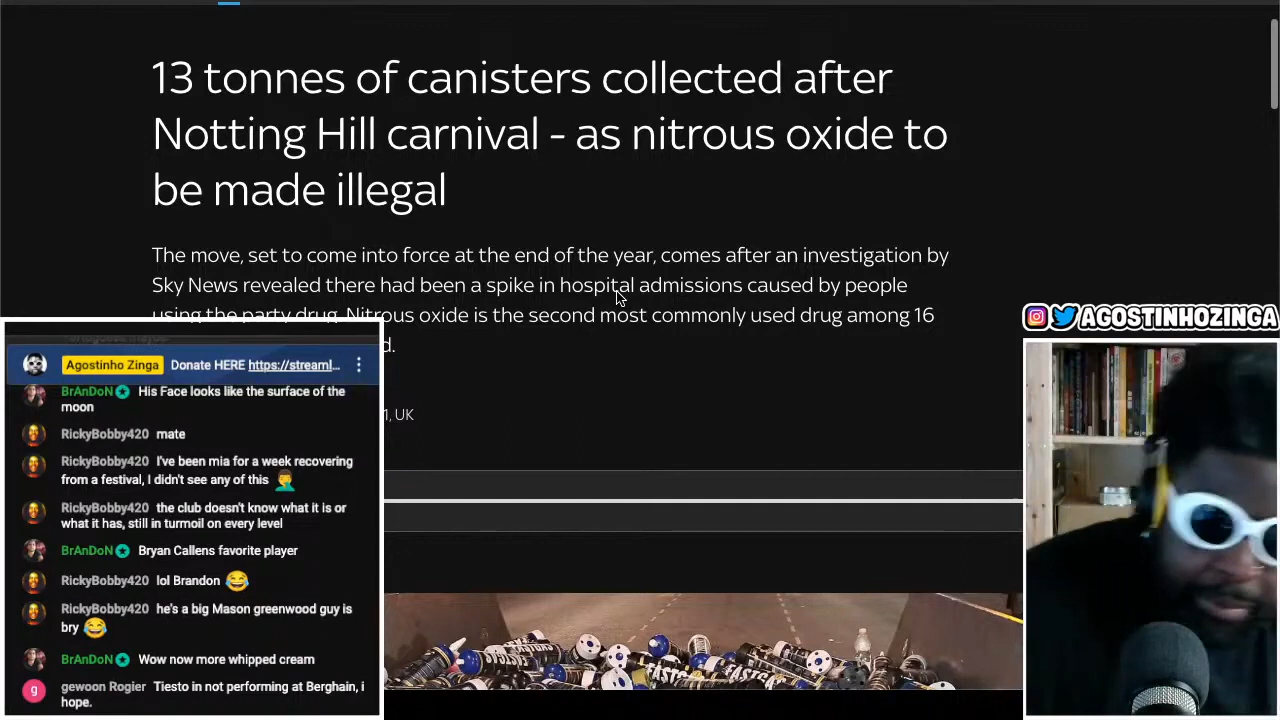 13 tonnes of canisters collected after
Notting Hill carnival - as nitrous oxide to
be made illegal
The move, set to come into force at the end of the year, comes after an investigation by
Sky News revealed there had been a spike in hospital admissions caused by people
using the party drug. Nitrous oxide is the second most commonly used drug among 16
d.
1, UK
AGOSTINHOZINGA
Agostinho Zinga Donate HERE https://streaml...
BrAnDoN His Face looks like the surface of the
moon
RickyBobby420 mate
RickyBobby420 I've been mia for a week recovering
from a festival, I didn't see any of this
RickyBobby420 the club doesn't know what it is or
what it has, still in turmoil on every level
BrAnDoN Bryan Callens favorite player
RickyBobby420 lol Brandon
RickyBobby420 he's a big Mason greenwood guy is
bry
BrAnDoN Wow now more whipped cream
g gewoon Rogier Tiesto in not performing at Berghain, i
hope.